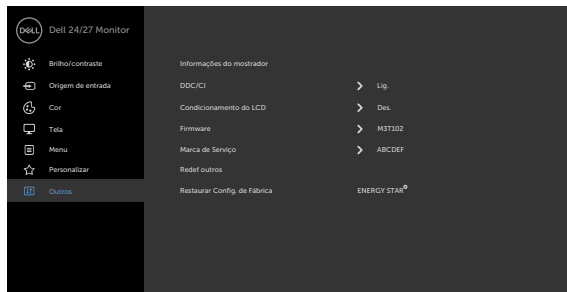 DELL Dell 24/27 Monitor
Brilho/contraste
Origem de entrada
Cor
Tela
Menu
Personalizar
Outros
Informações do mostrador
DDC/CI Lig.
Condicionamento do LCD Des.
Firmware M3T102
Marca de Serviço ABCDEF
Redef outros
Restaurar Config. de Fábrica ENERGY STAR®